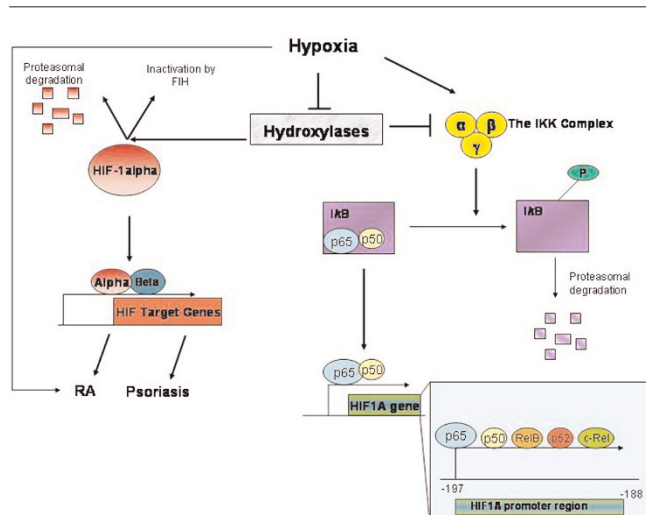 Hypoxia
Proteasomal
degradation
Inactivation by
FIH
Hydroxylases
α
β
γ
The IKK Complex
HIF-1alpha
IkB
p65
p50
P
IkB
Alpha
Beta
HIF Target Genes
Proteasomal
degradation
RA
Psoriasis
p65
p50
HIF1A gene
p65
p50
RelB
p52
c-Rel
-197
-188
HIF1A promoter region